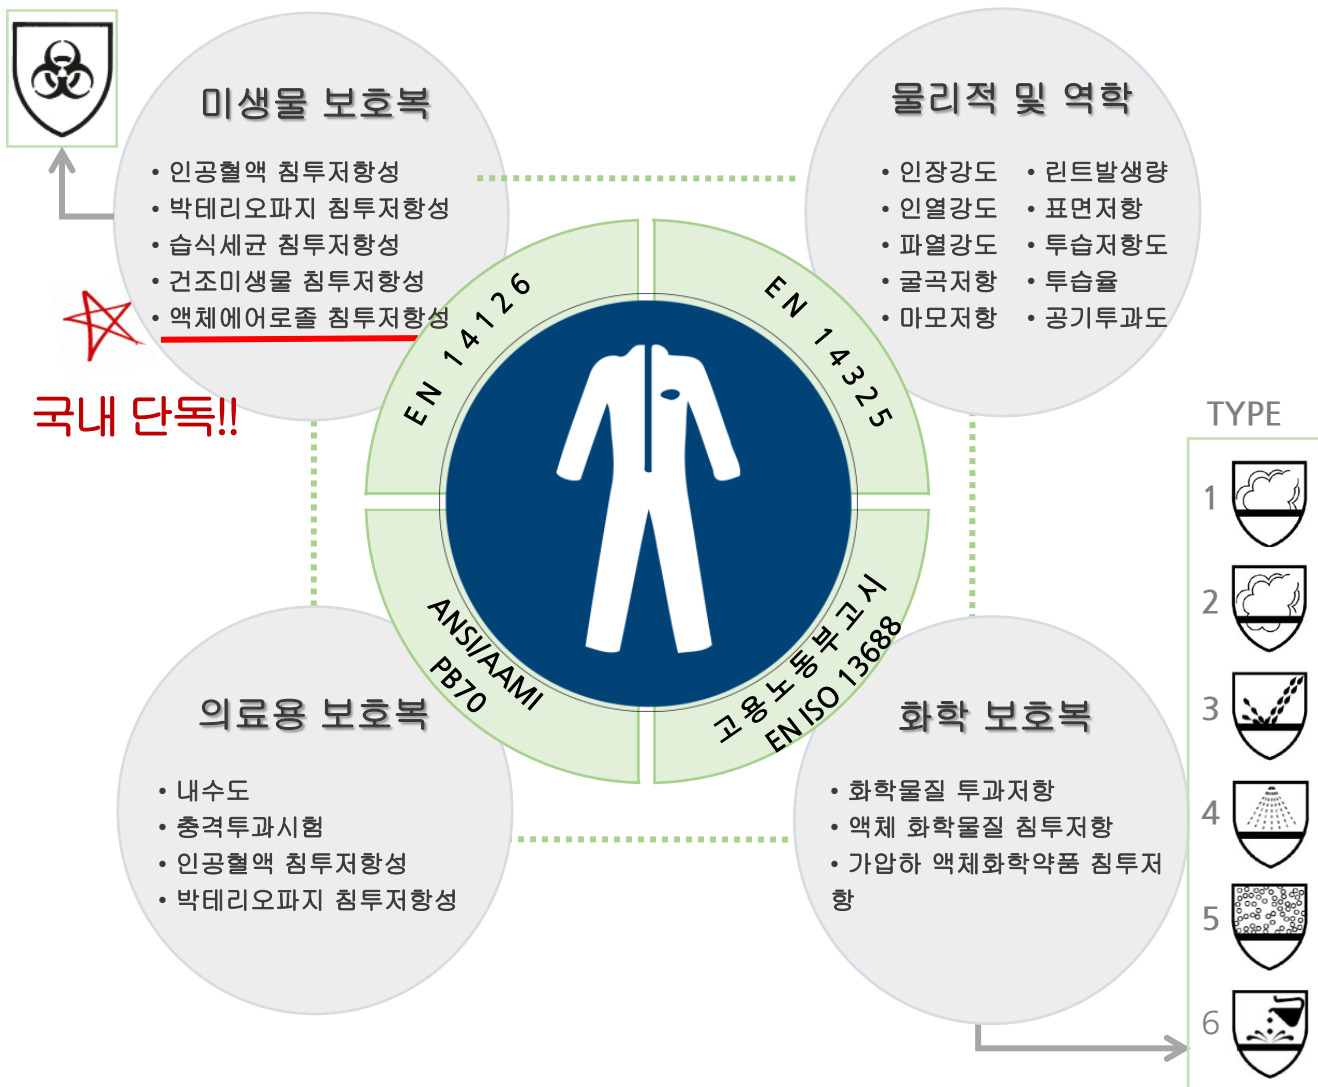 미생물 보호복
• 인공혈액 침투저항성
• 박테리오파지 침투저항성
• 습식세균 침투저항성
• 건조미생물 침투저항성
• 액체에어로졸 침투저항성
국내 단독!!
물리적 및 역학
• 인장강도
• 인열강도
• 파열강도
• 굴곡저항
• 마모저항
• 린트발생량
• 표면저항
• 투습저항도
• 투습율
• 공기투과도
EN 14126
EN 14325
ANSI/AAMI
PB70
고용노동부고시
EN ISO 13688
의료용 보호복
• 내수도
• 충격투과시험
• 인공혈액 침투저항성
• 박테리오파지 침투저항성
화학 보호복
• 화학물질 투과저항
• 액체 화학물질 침투저항
• 가압하 액체화학약품 침투저
항
TYPE
1
2
3
4
5
6